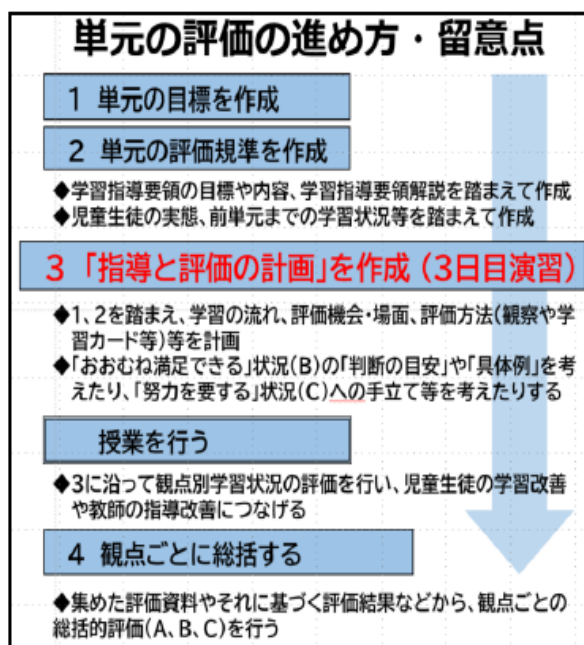 単元の評価の進め方・留意点
1 単元の目標を作成
2 単元の評価規準を作成
◆学習指導要領の目標や内容、学習指導要領解説を踏まえて作成
◆児童生徒の実態、前単元までの学習状況等を踏まえて作成
3 「指導と評価の計画」を作成(3日目演習)
◆1、2を踏まえ、学習の流れ、評価機会・場面、評価方法(観察や学
習カード等)等を計画
◆「おおむね満足できる」状況(B)の「判断の目安」や「具体例」を考
えたり、「努力を要する」状況(C)への手立て等を考えたりする
授業を行う
◆3に沿って観点別学習状況の評価を行い、児童生徒の学習改善
や教師の指導改善につなげる
4 観点ごとに総括する
◆集めた評価資料やそれに基づく評価結果などから、観点ごとの
総括的評価(A、B、C)を行う